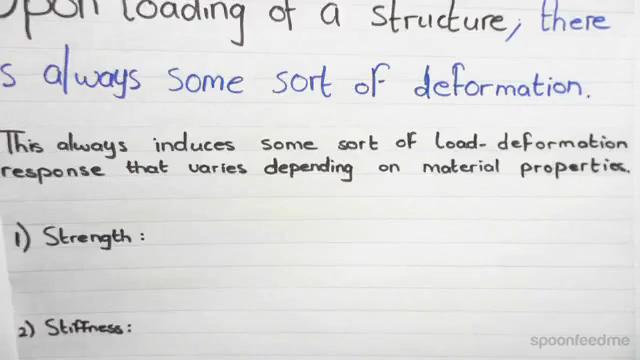 Upon loading of a structure, there
s always some sort of deformation.
This always induces some sort of load-deformation
response that varies depending on material properties.
1) Strength:
2) Stiffness:
spoonfeedme